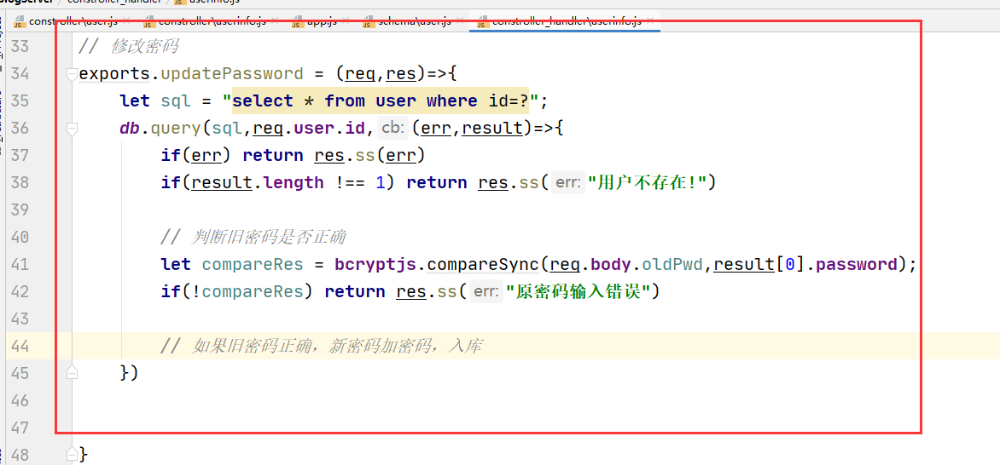 constroller_handler
userinfo.js
constroller\user.js
constroller\userinfo.js
app.js
schema\user.js
constroller_handler\userinfo.js
33 // 修改密码
34 exports.updatePassword = (req,res)=>{
35 let sql = "select * from user where id=?";
36 db.query(sql,req.user.id, cb: (err,result)=>{
37 if(err) return res.ss(err)
38 if(result.length !== 1) return res.ss( err: "用户不存在!")
39
40 // 判断旧密码是否正确
41 let compareRes = bcryptjs.compareSync(req.body.oldPwd,result[0].password);
42 if(!compareRes) return res.ss( err: "原密码输入错误")
43
44 // 如果旧密码正确，新密码加密码，入库
45 })
46
47
48 }